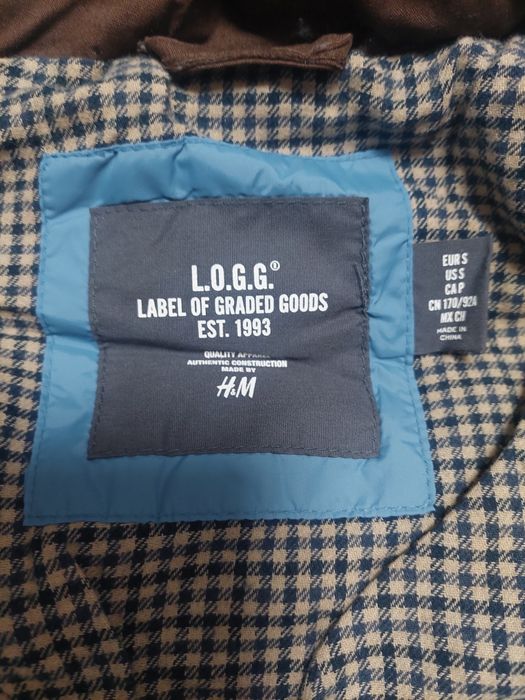 L.O.G.G.®
LABEL OF GRADED GOODS
EST. 1993
QUALITY APPAREL
AUTHENTIC CONSTRUCTION
MADE BY
H&M
EUR S
US S
CA P
CN 170/92A
MX CH
MADE IN
CHINA